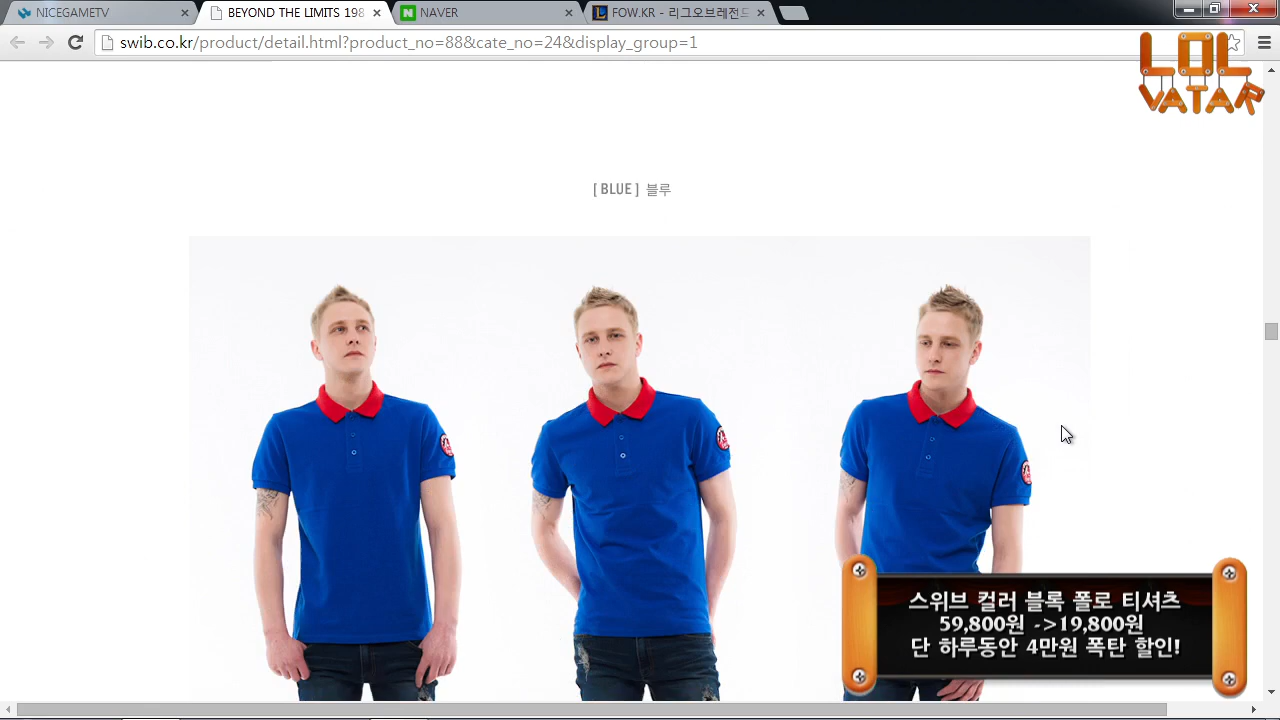 NICEGAMETV
BEYOND THE LIMITS 198
NAVER
FOW.KR - 리그오브레전드
swib.co.kr/product/detail.html?product_no=88&cate_no=24&display_group=1
LOL
VATAR
[ BLUE ] 블루
스위브 컬러 블록 폴로 티셔츠
59,800원 ->19,800원
단 하루동안 4만원 폭탄 할인!